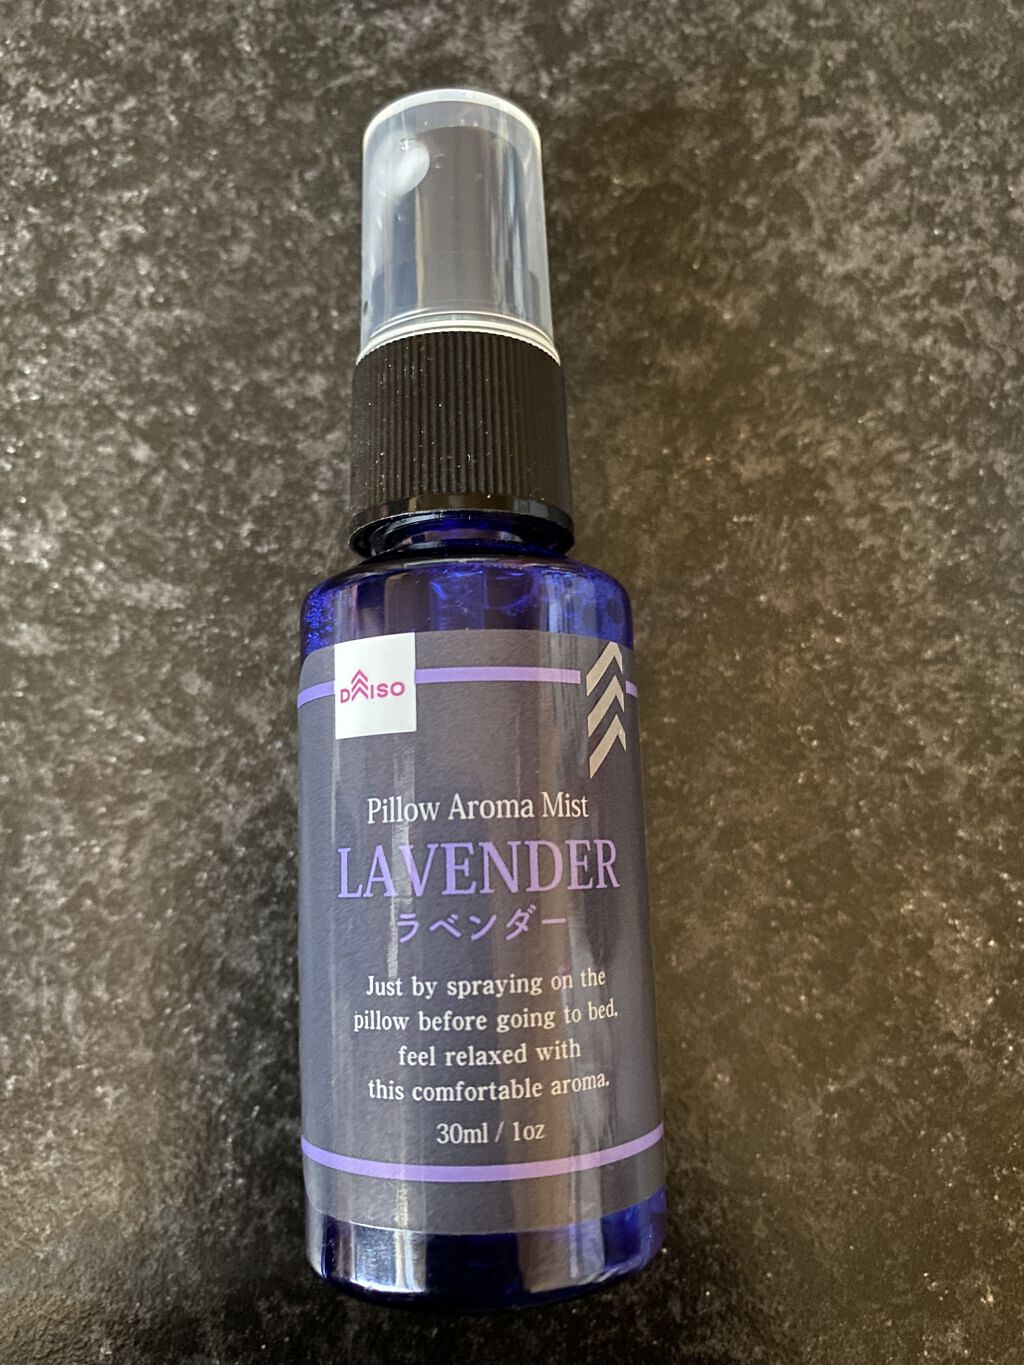 DAISO
Pillow Aroma Mist
LAVENDER
ラベンダー
Just by spraying on the
pillow before going to bed,
feel relaxed with
this comfortable aroma.
30ml / 1oz